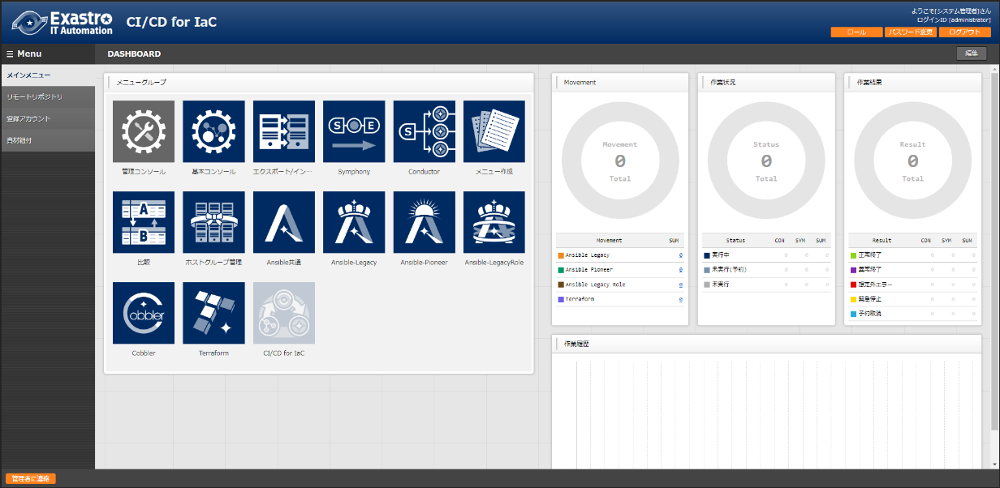 Exastro
IT Automation
CI/CD for IaC
ようこそ[システム管理者]さん
ログインID [administrator]
ロール
パスワード変更
ログアウト
Menu
DASHBOARD
編集
メインメニュー
リモートリポジトリ
登録アカウント
資材紐付
メニューグループ
管理コンソール
基本コンソール
エクスポート/イン…
Symphony
Conductor
メニュー作成
S O E
S
A
B
比較
ホストグループ管理
Ansible共通
Ansible-Legacy
Ansible-Pioneer
Ansible-LegacyRole
Cobbler
Cobbler
Terraform
CI/CD for IaC
Movement
Movement
0
Total
Movement SUM
Ansible Legacy 0
Ansible Pioneer 0
Ansible Legacy Role 0
Terraform 0
作業状況
Status
0
Total
Status CON SYM SUM
実行中 0 0 0
未実行(予約) 0 0 0
未実行 0 0 0
作業結果
Result
0
Total
Result CON SYM SUM
正常終了 0 0 0
異常終了 0 0 0
想定外エラー 0 0 0
緊急停止 0 0 0
予約取消 0 0 0
作業履歴
管理者に連絡